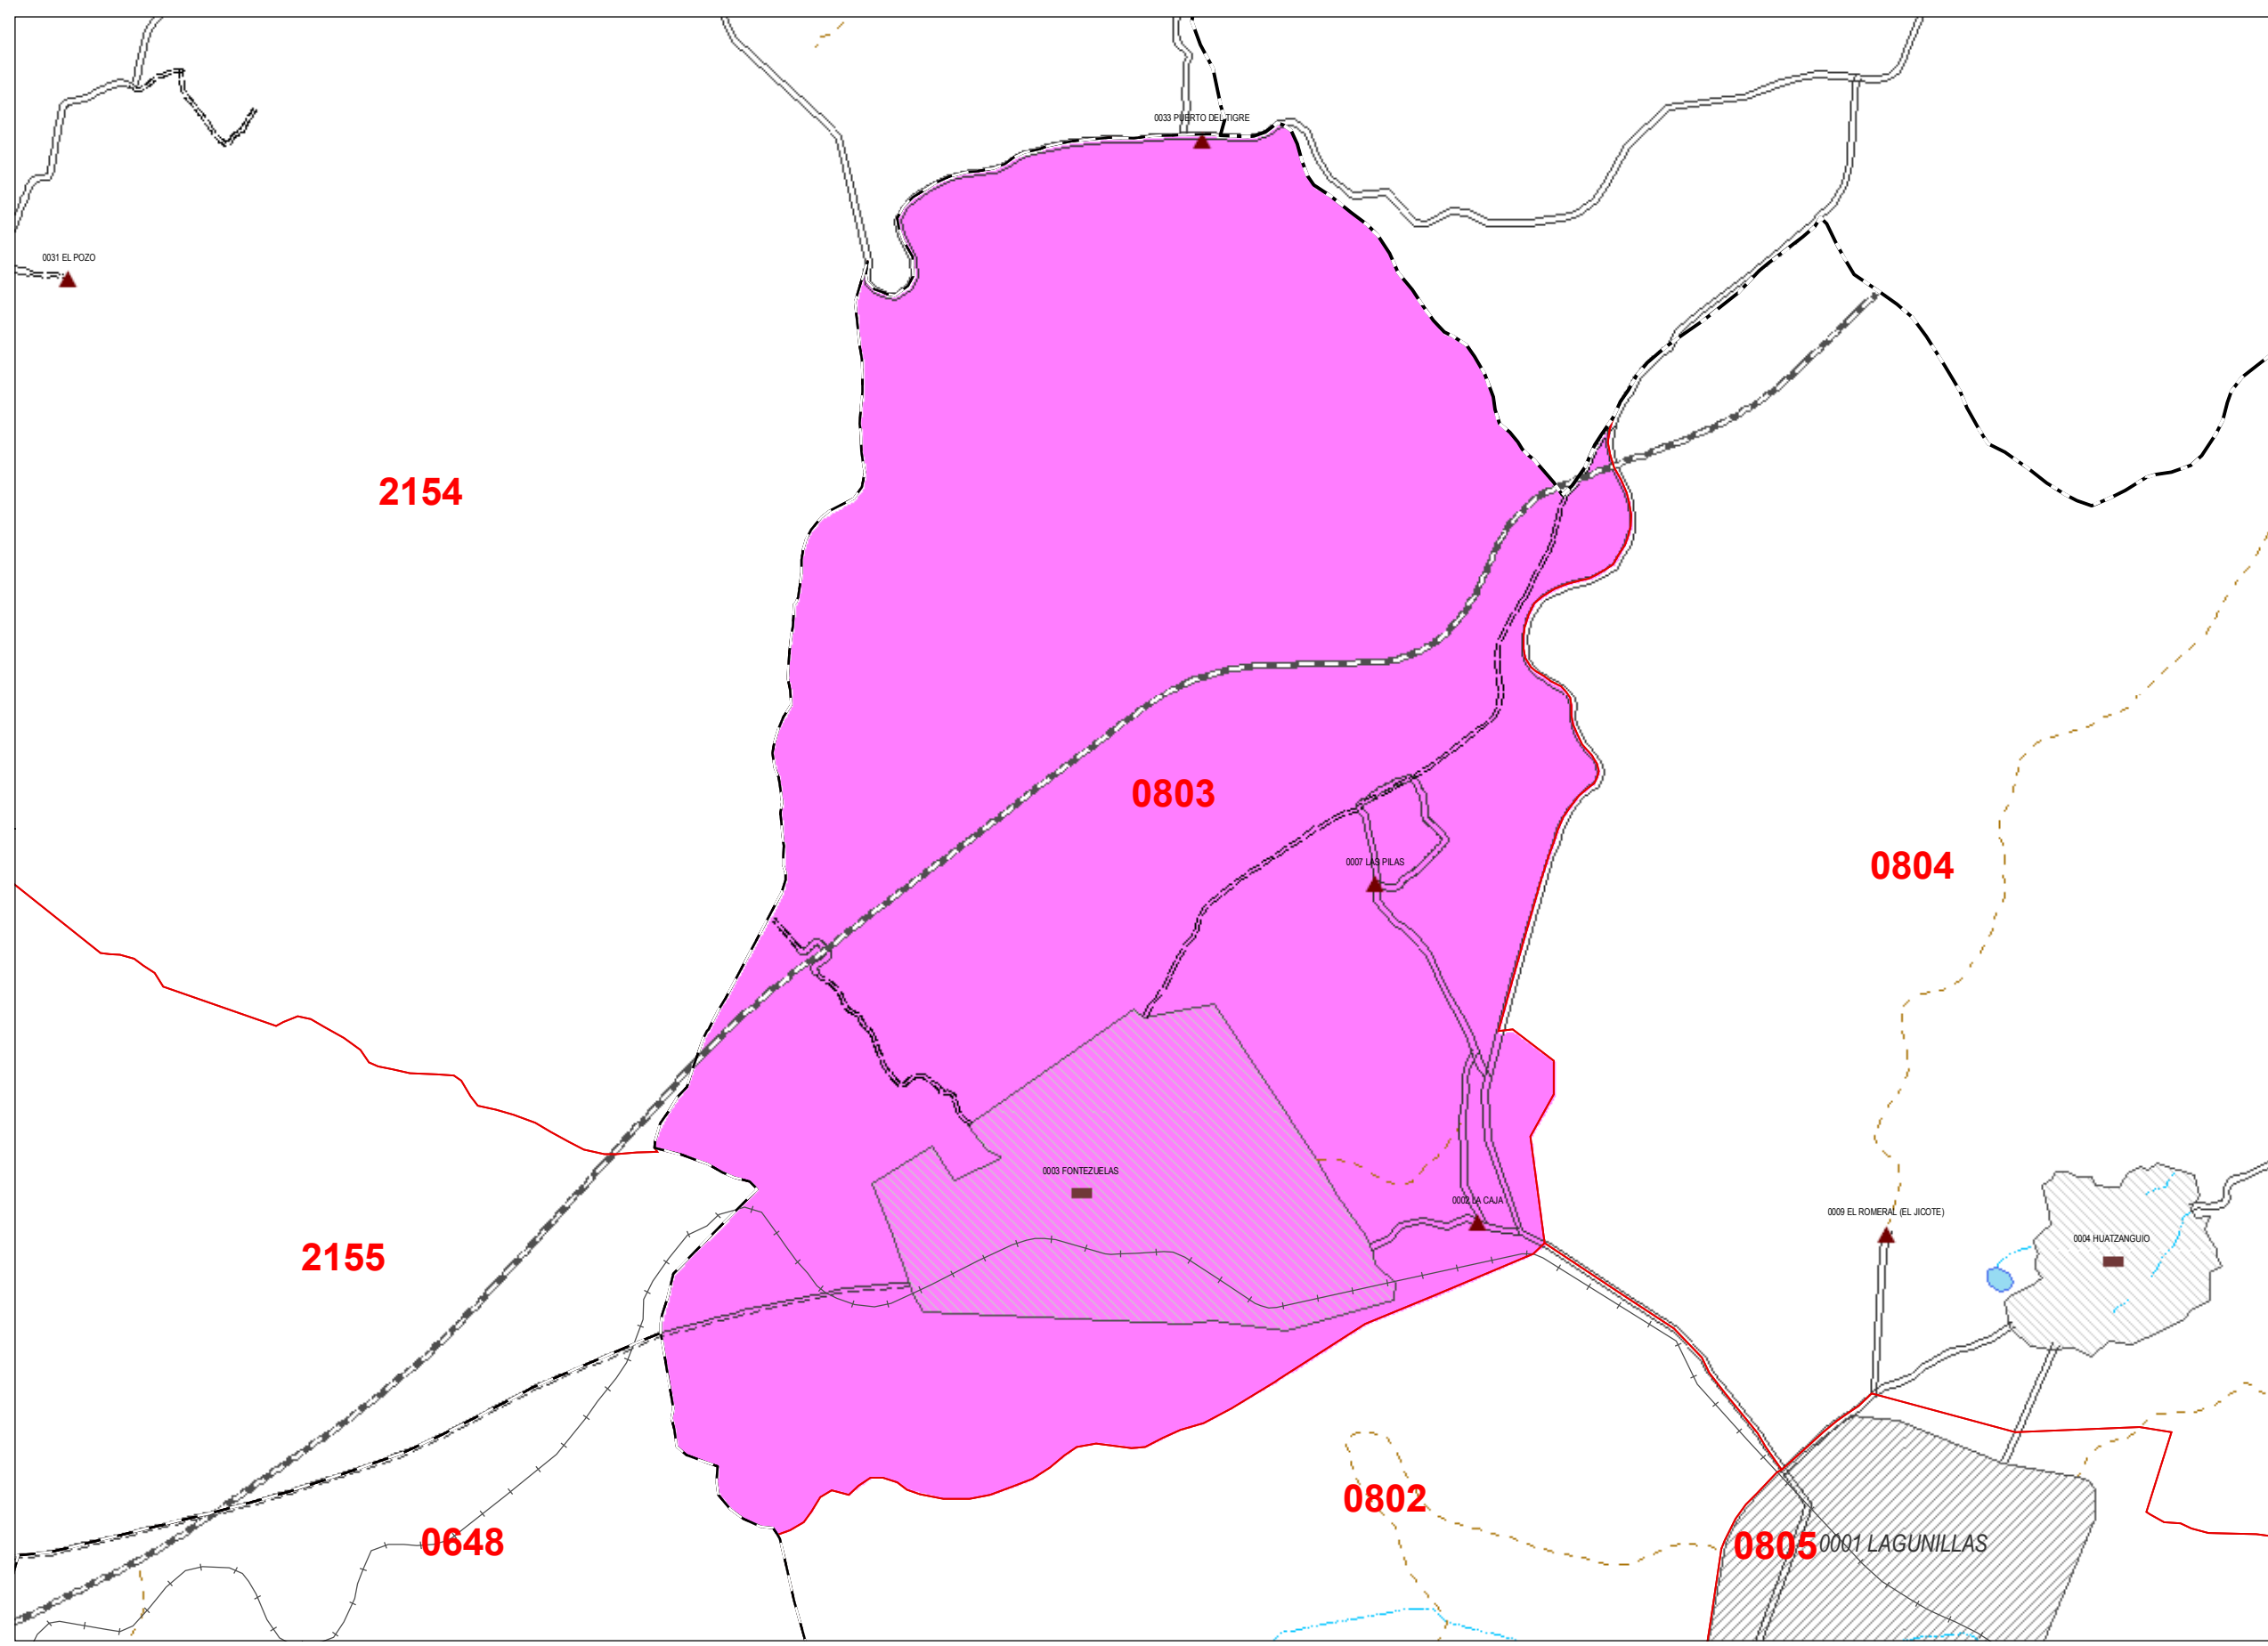 0033 PUERTO DEL TIGRE
0031 EL POZO
2154
0803
0007 LAS PILAS
0804
0003 FONTEZUELAS
0002 LA CAJA
0009 EL ROMERAL (EL JICOTE)
0004 HUATZANGUIO
2155
0802
0648
0805
0001 LAGUNILLAS